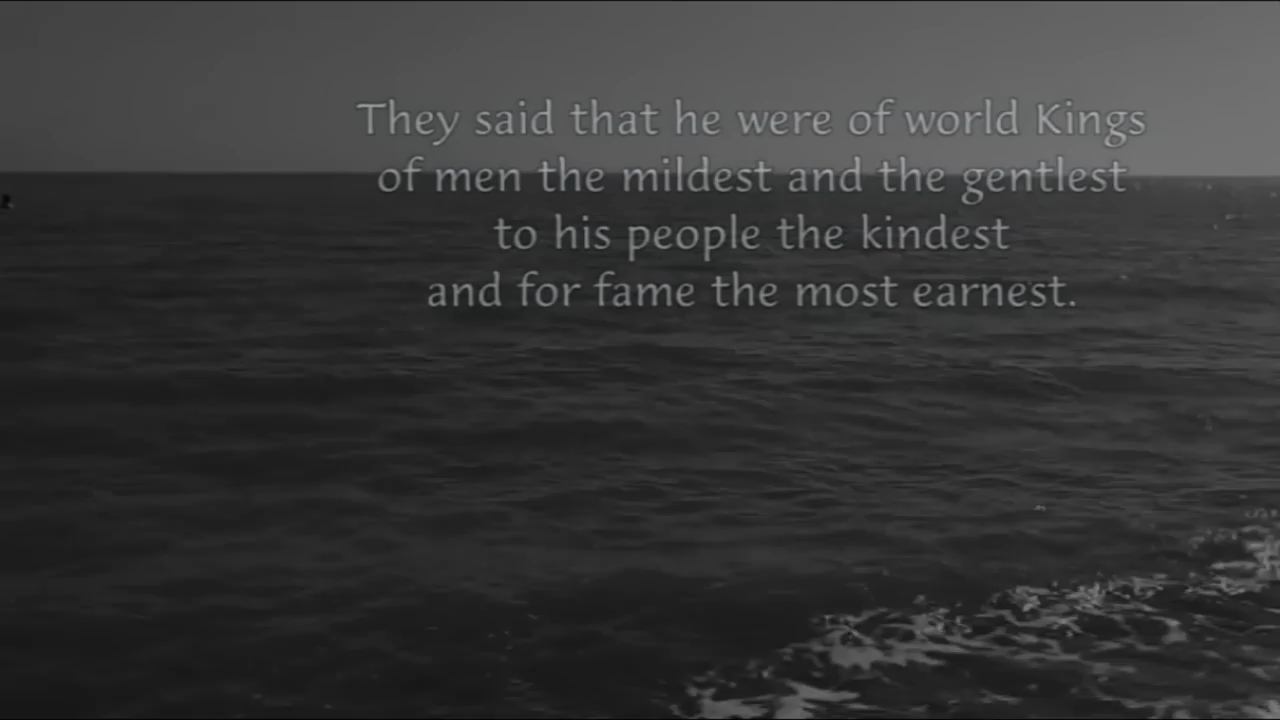 They said that he were of world Kings
of men the mildest and the gentlest
to his people the kindest
and for fame the most earnest.